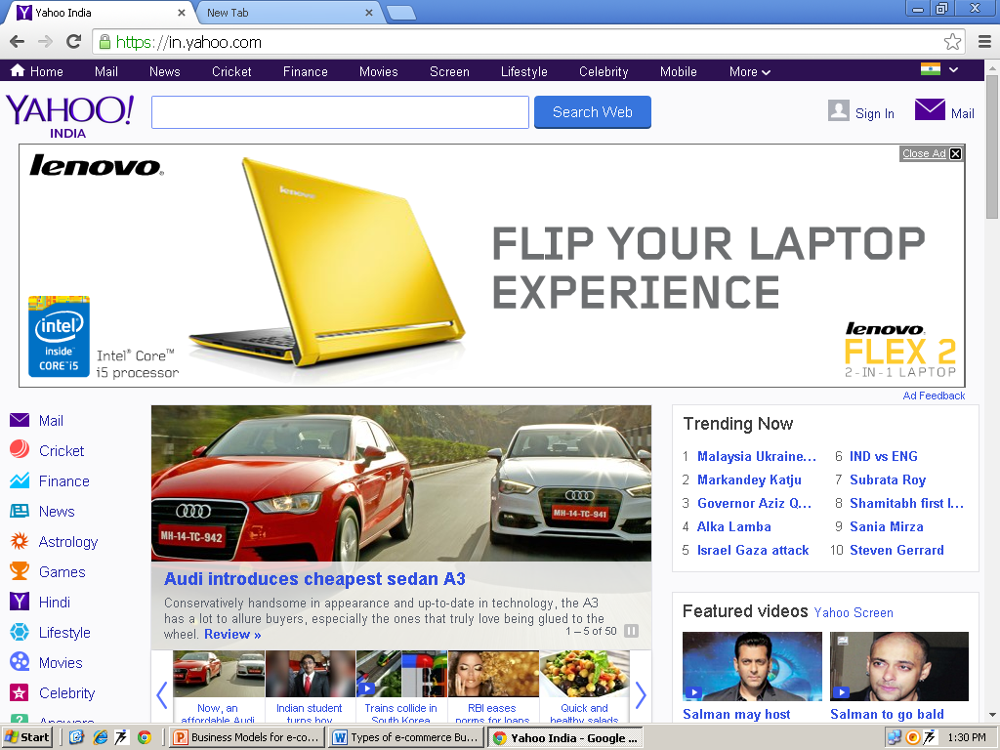 Yahoo India
New Tab
https://in.yahoo.com
Home Mail News Cricket Finance Movies Screen Lifestyle Celebrity Mobile More
YAHOO!
INDIA
Search Web
Sign In
Mail
lenovo
Close Ad X
lenovo
FLIP YOUR LAPTOP
EXPERIENCE
intel
inside™
CORE™ i5
Intel® Core™
i5 processor
lenovo
FLEX 2
2-IN-1 LAPTOP
Ad Feedback
Mail
Cricket
Finance
News
Astrology
Games
Hindi
Lifestyle
Movies
Celebrity
Answers
MH-14-TC-942
MH-14-TC-941
Audi introduces cheapest sedan A3
Conservatively handsome in appearance and up-to-date in technology, the A3
has a lot to allure buyers, especially the ones that truly love being glued to the
wheel. Review »
1 – 5 of 50
Now, an
affordable Audi
Indian student
turns boy
Trains collide in
South Korea
RBI eases
norms for loans
Quick and
healthy salads
Trending Now
1 Malaysia Ukraine...
2 Markandey Katju
3 Governor Aziz Q...
4 Alka Lamba
5 Israel Gaza attack
6 IND vs ENG
7 Subrata Roy
8 Shamitabh first l...
9 Sania Mirza
10 Steven Gerrard
Featured videos Yahoo Screen
Salman may host
Salman to go bald
Start
Business Models for e-co...
Types of e-commerce Bu...
Yahoo India - Google ...
1:30 PM